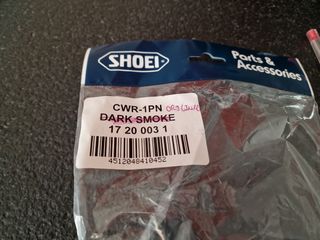 SHOEI
Parts &
Accessories
CWR-1PN
DARK SMOKE
17 20 003 1
4512048410452